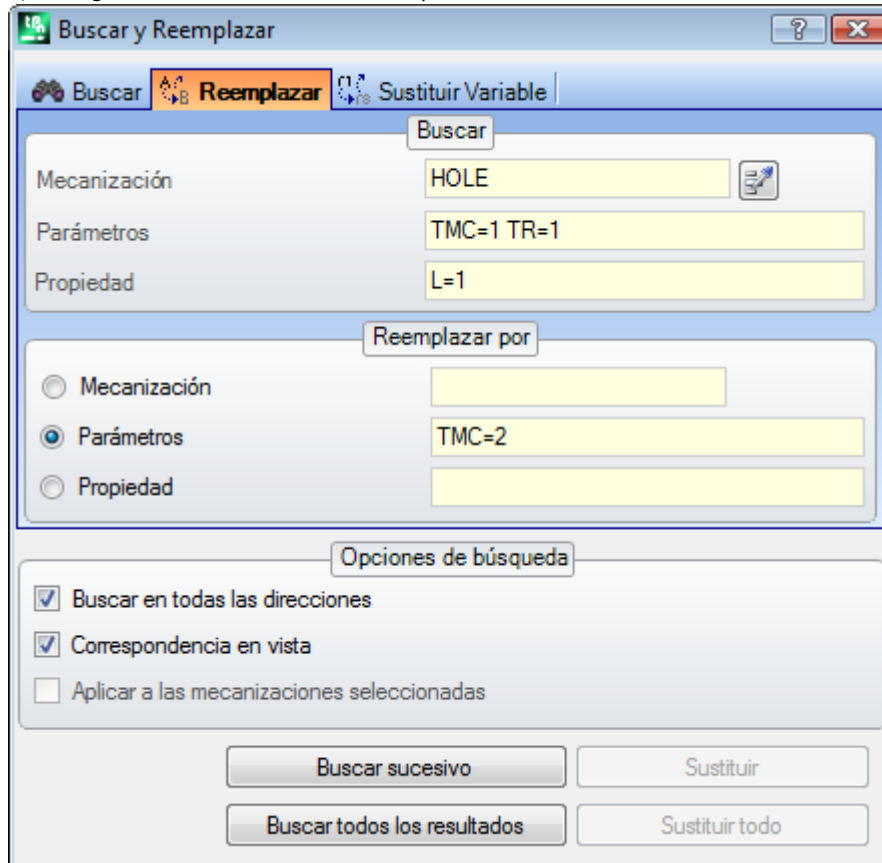 Buscar y Reemplazar
Buscar Reemplazar Sustituir Variable
Buscar
Mecanización HOLE
Parámetros TMC=1 TR=1
Propiedad L=1
Reemplazar por
Mecanización
Parámetros TMC=2
Propiedad
Opciones de búsqueda
Buscar en todas las direcciones
Correspondencia en vista
Aplicar a las mecanizaciones seleccionadas
Buscar sucesivo Sustituir
Buscar todos los resultados Sustituir todo